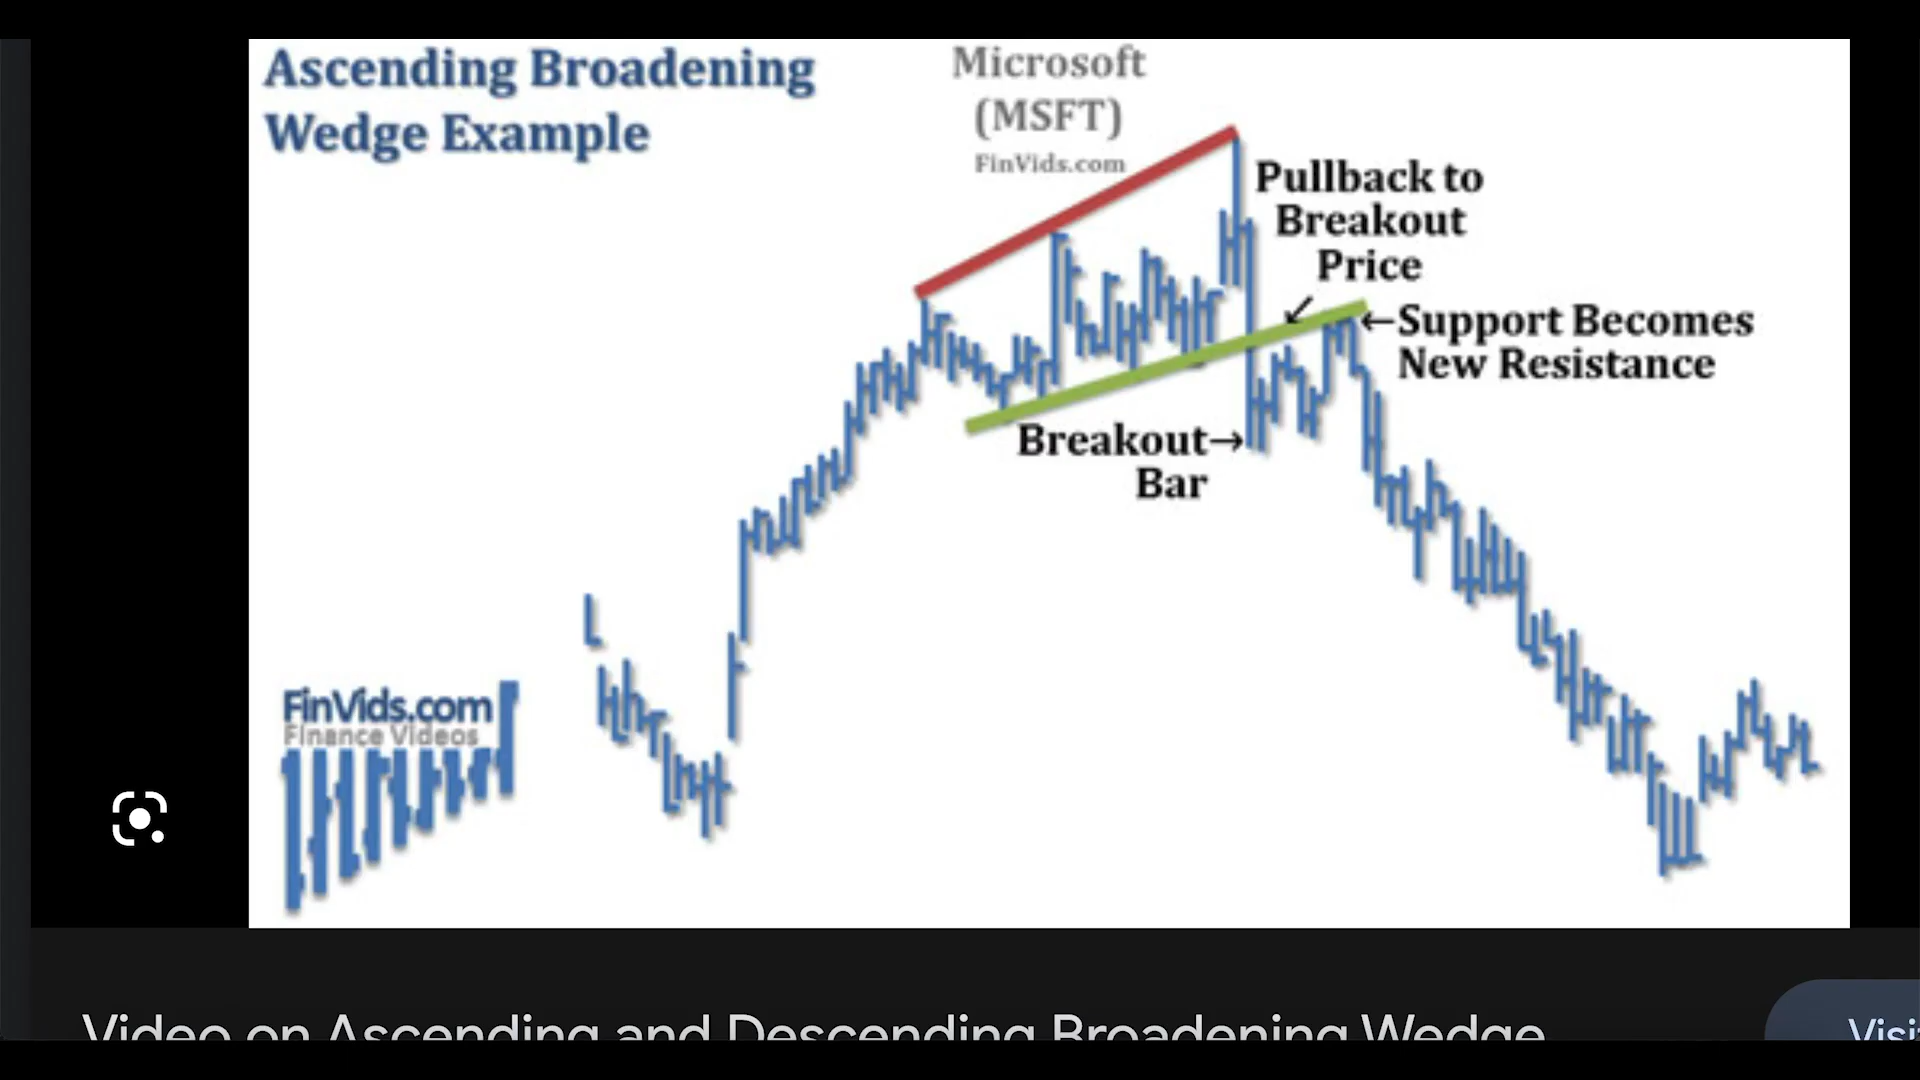 Ascending Broadening
Wedge Example
Microsoft
(MSFT)
FinVids.com
Pullback to
Breakout
Price
←Support Becomes
New Resistance
Breakout→
Bar
FinVids.com
Finance Videos
Video on Ascending and Descending Broadening Wedge